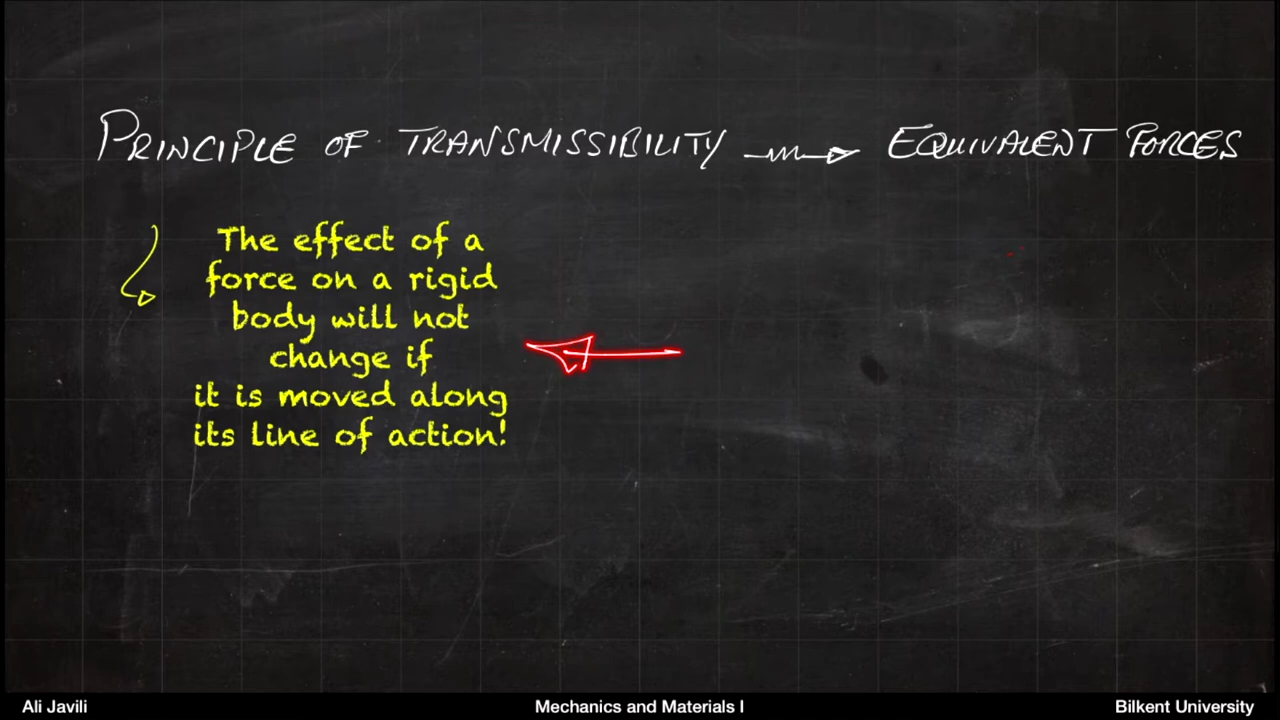 PRINCIPLE OF TRANSMISSIBILITY → EQUIVALENT FORCES
The effect of a
force on a rigid
body will not
change if
it is moved along
its line of action!
Ali Javili Mechanics and Materials I Bilkent University